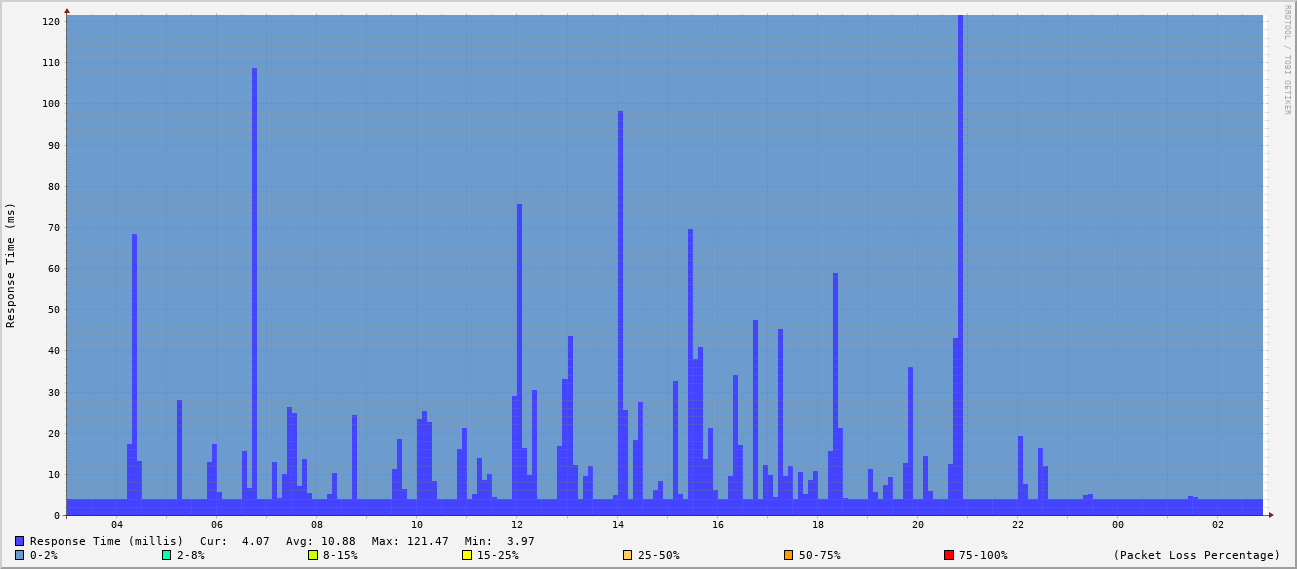 RRDTOOL / TOBI OETIKER
Response Time (ms)
120
110
100
90
80
70
60
50
40
30
20
10
0
04 06 08 10 12 14 16 18 20 22 00 02
Response Time (millis) Cur: 4.07 Avg: 10.88 Max: 121.47 Min: 3.97
0-2% 2-8% 8-15% 15-25% 25-50% 50-75% 75-100% (Packet Loss Percentage)